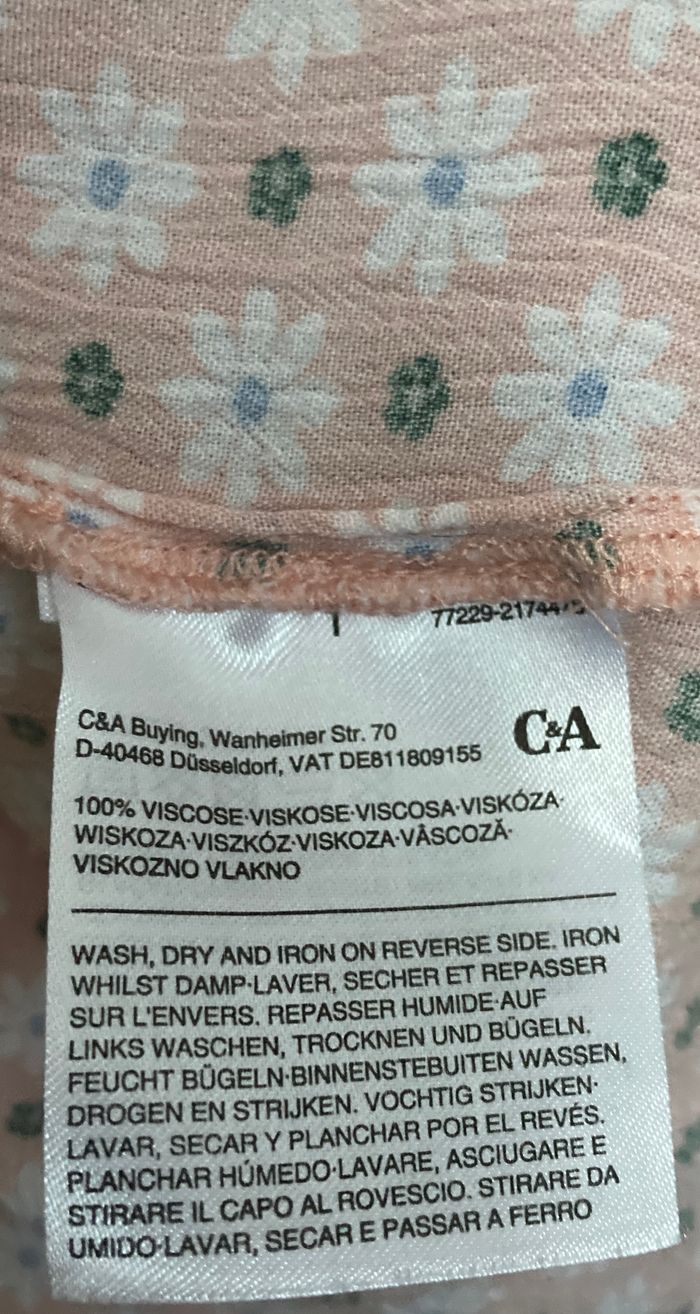 77229-217447
C&A Buying, Wanheimer Str. 70
C&A
D-40468 Düsseldorf, VAT DE811809155
100% VISCOSE·VISKOSE·VISCOSA·VISKÓZA·
WISKOZA·VISZKÓZ·VISKOZA·VÂSCOZĂ·
VISKOZNO VLAKNO
WASH, DRY AND IRON ON REVERSE SIDE. IRON
WHILST DAMP·LAVER, SECHER ET REPASSER
SUR L'ENVERS. REPASSER HUMIDE·AUF
LINKS WASCHEN, TROCKNEN UND BÜGELN.
FEUCHT BÜGELN·BINNENSTEBUITEN WASSEN,
DROGEN EN STRIJKEN. VOCHTIG STRIJKEN·
LAVAR, SECAR Y PLANCHAR POR EL REVÉS.
PLANCHAR HÚMEDO·LAVARE, ASCIUGARE E
STIRARE IL CAPO AL ROVESCIO. STIRARE DA
UMIDO·LAVAR, SECAR E PASSAR A FERRO